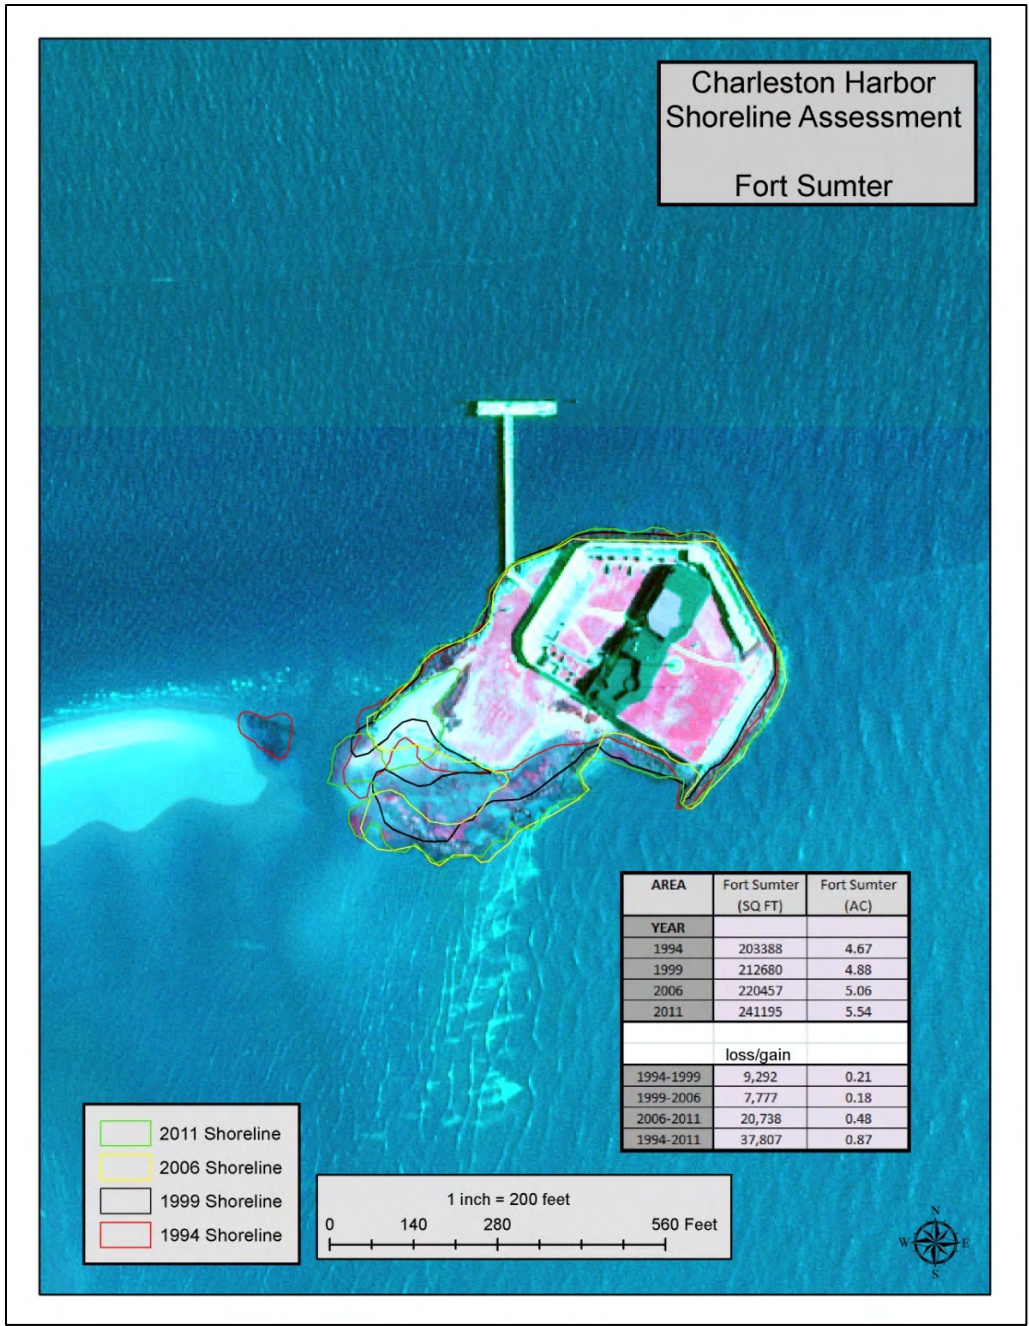 Charleston Harbor
Shoreline Assessment
Fort Sumter
AREA Fort Sumter (SQ FT) Fort Sumter (AC)
YEAR
1994 203388 4.67
1999 212680 4.88
2006 220457 5.06
2011 241195 5.54
loss/gain
1994-1999 9,292 0.21
1999-2006 7,777 0.18
2006-2011 20,738 0.48
1994-2011 37,807 0.87
2011 Shoreline
2006 Shoreline
1999 Shoreline
1994 Shoreline
1 inch = 200 feet
0 140 280 560 Feet
N
W E
S